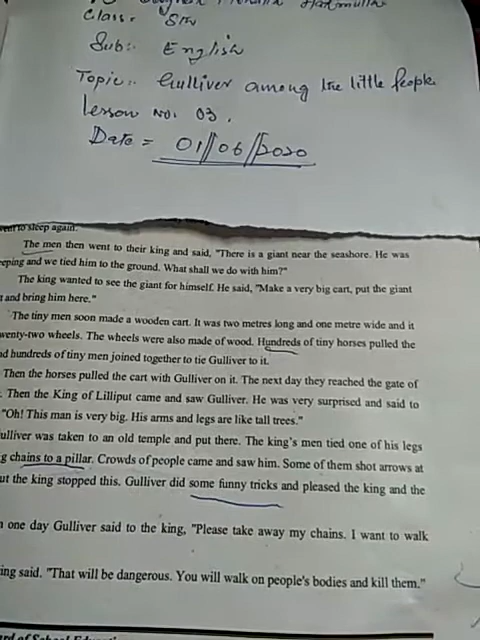 Class:
Sub:- English
Topic:- Gulliver among the little People
Lesson No. 03.
Date = 01/06/2020
to sleep again.
The men then went to their king and said, "There is a giant near the seashore. He was
eeping and we tied him to the ground. What shall we do with him?"
The king wanted to see the giant for himself. He said, "Make a very big cart, put the giant
and bring him here."
The tiny men soon made a wooden cart. It was two metres long and one metre wide and it
wenty-two wheels. The wheels were also made of wood. Hundreds of tiny horses pulled the
nd hundreds of tiny men joined together to tie Gulliver to it.
Then the horses pulled the cart with Gulliver on it. The next day they reached the gate of
. Then the King of Lilliput came and saw Gulliver. He was very surprised and said to
"Oh! This man is very big. His arms and legs are like tall trees."
ulliver was taken to an old temple and put there. The king's men tied one of his legs
g chains to a pillar. Crowds of people came and saw him. Some of them shot arrows at
ut the king stopped this. Gulliver did some funny tricks and pleased the king and the
n one day Gulliver said to the king, "Please take away my chains. I want to walk
ing said. "That will be dangerous. You will walk on people's bodies and kill them."